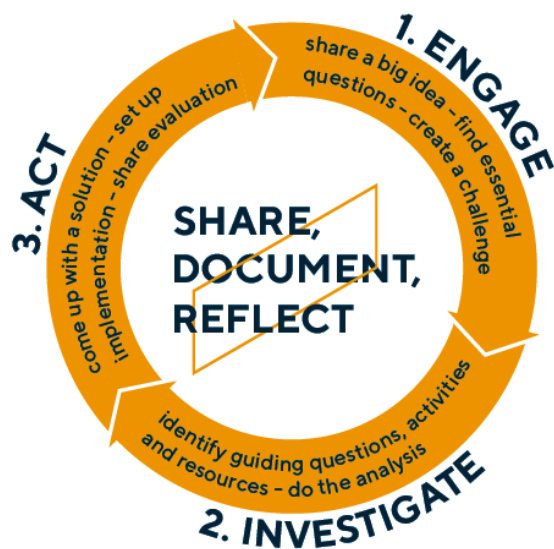 1. ENGAGE
share a big idea - find essential
questions - create a challenge
2. INVESTIGATE
identify guiding questions, activities
and resources - do the analysis
3. ACT
come up with a solution - set up
implementation - share evaluation
SHARE,
DOCUMENT,
REFLECT